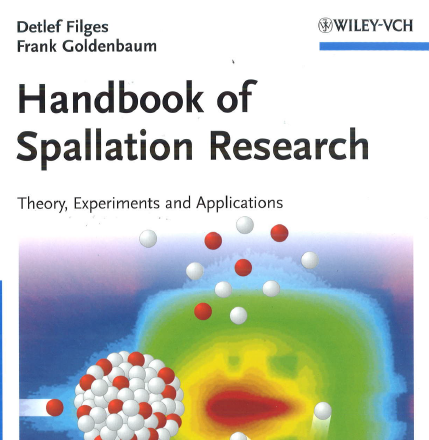 Detlef Filges
Frank Goldenbaum
WILEY-VCH
Handbook of
Spallation Research
Theory, Experiments and Applications